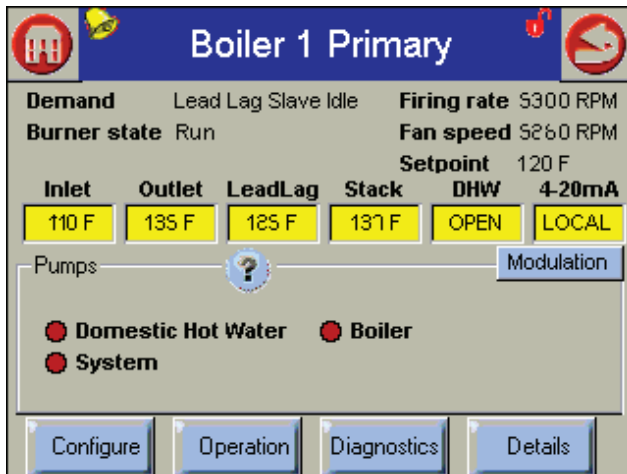 Boiler 1 Primary
Demand Lead Lag Slave Idle Firing rate 5300 RPM
Burner state Run Fan speed 5260 RPM
Setpoint 120 F
Inlet Outlet LeadLag Stack DHW 4-20mA
110 F 135 F 125 F 137 F OPEN LOCAL
Pumps ? Modulation
Domestic Hot Water Boiler
System
Configure Operation Diagnostics Details